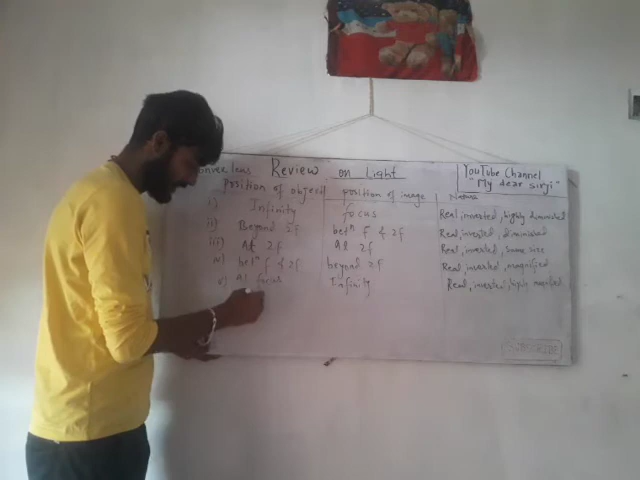 Convex lens Review on Light
YouTube Channel
"My dear sirji"
position of object position of image Nature
i) Infinity focus Real, inverted, highly diminished
ii) Beyond 2f betn f & 2f Real, inverted, diminished
iii) At 2f at 2f Real, inverted, same size
iv) betn f & 2f beyond 2f Real, inverted, magnified
v) At focus Infinity Real, inverted, highly magnified
SUBSCRIBE